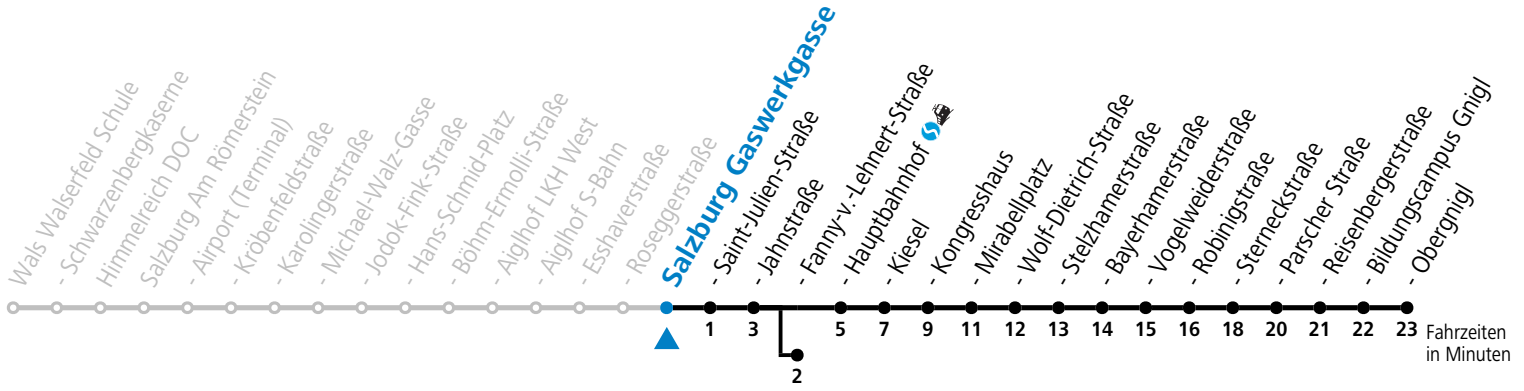 Wals Walserfeld Schule
- Schwarzenbergkaserne
Himmelreich DOC
Salzburg Am Römerstein
- Airport (Terminal)
- Kröbenfeldstraße
- Karolingerstraße
- Michael-Walz-Gasse
- Jodok-Fink-Straße
- Hans-Schmid-Platz
- Böhm-Ermolli-Straße
- Aiglhof LKH West
- Aiglhof S-Bahn
- Esshaverstraße
- Roseggerstraße
Salzburg Gaswerkgasse
- Saint-Julien-Straße
- Jahnstraße
- Fanny-v.-Lehnert-Straße
- Hauptbahnhof
- Kiesel
- Kongresshaus
- Mirabellplatz
- Wolf-Dietrich-Straße
- Stelzhamerstraße
- Bayerhamerstraße
- Vogelweiderstraße
- Robinigstraße
- Sterneckstraße
- Parscher Straße
- Reisenbergerstraße
- Bildungscampus Gnigl
- Obergnigl
1 3 5 7 9 11 12 13 14 15 16 18 20 21 22 23 Fahrzeiten
in Minuten
2